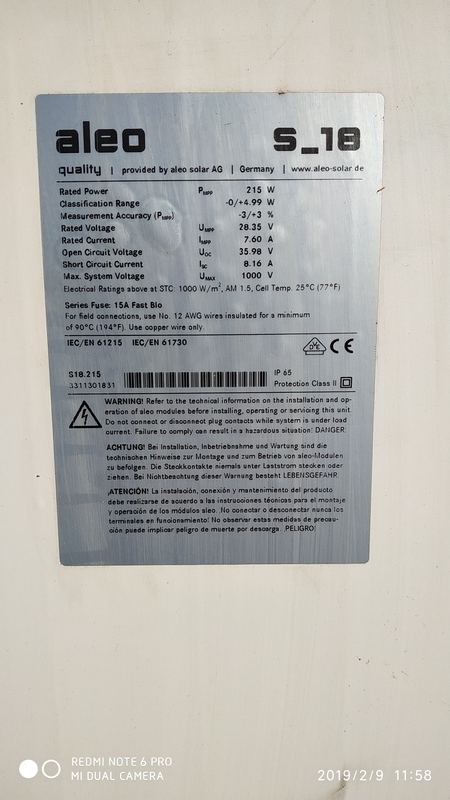 aleo S_18
quality | provided by aleo solar AG | Germany | www.aleo-solar.de
Rated Power PMPP 215 W
Classification Range -0/+4.99 W
Measurement Accuracy (PMPP) -3/+3 %
Rated Voltage UMPP 28.35 V
Rated Current IMPP 7.60 A
Open Circuit Voltage UOC 35.98 V
Short Circuit Current ISC 8.16 A
Max. System Voltage UMAX 1000 V
Electrical Ratings above at STC: 1000 W/m², AM 1.5, Cell Temp. 25°C (77°F)
Series Fuse: 15A Fast Blo
For field connections, use No. 12 AWG wires insulated for a minimum
of 90°C (194°F). Use copper wire only.
IEC/EN 61215 IEC/EN 61730 DVE CE
S18.215 IP 65
3311301831 Protection Class II
WARNING! Refer to the technical information on the installation and op-
eration of aleo modules before installing, operating or servicing this unit.
Do not connect or disconnect plug contacts while system is under load
current. Failure to comply can result in a hazardous situation: DANGER.
ACHTUNG! Bei Installation, Inbetriebnahme und Wartung sind die
technischen Hinweise zur Montage und zum Betrieb von aleo-Modulen
zu befolgen. Die Steckkontakte niemals unter Laststrom stecken oder
ziehen. Bei Nichtbeachtung dieser Warnung besteht LEBENSGEFAHR.
¡ATENCIÓN! La instalación, conexión y mantenimiento del producto
debe realizarse de acuerdo a las instrucciones técnicas para el montaje
y operación de los módulos aleo. ¡No conectar o desconectar nunca los
terminales en funcionamiento! No observar estas medidas de precau-
ción puede implicar peligro de muerte por descarga. ¡PELIGRO!
REDMI NOTE 6 PRO
MI DUAL CAMERA
2019/2/9 11:58